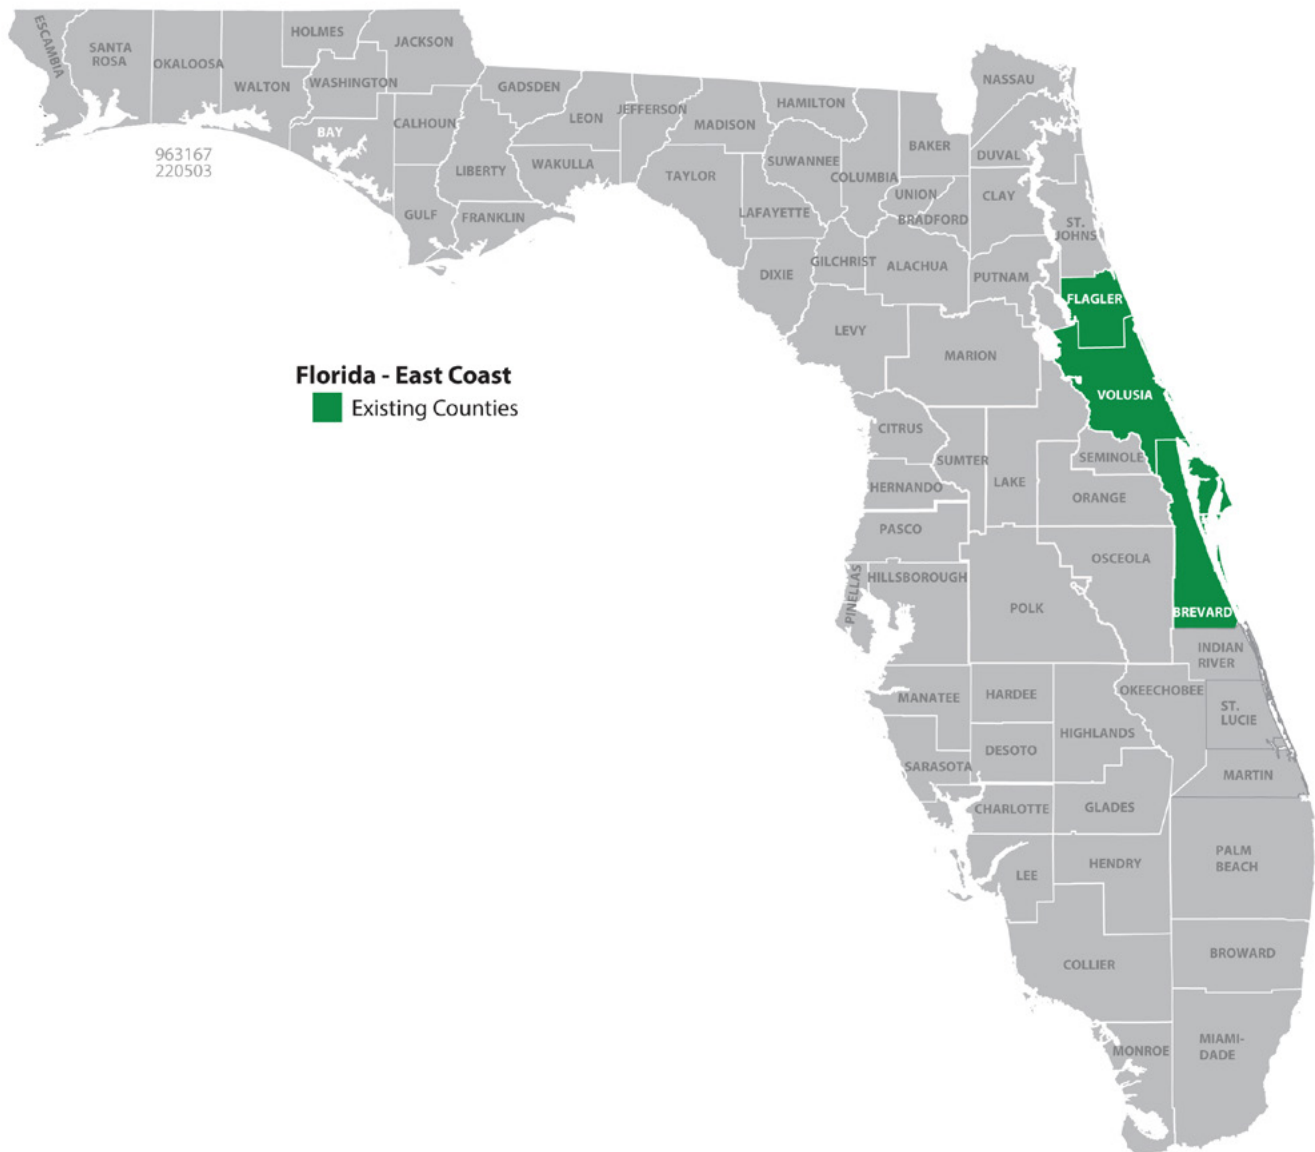 ESCAMBIA
SANTA
ROSA
OKALOOSA
WALTON
HOLMES
WASHINGTON
JACKSON
BAY
CALHOUN
GULF
GADSDEN
LIBERTY
FRANKLIN
LEON
WAKULLA
JEFFERSON
MADISON
TAYLOR
HAMILTON
SUWANNEE
LAFAYETTE
DIXIE
COLUMBIA
GILCHRIST
BAKER
UNION
BRADFORD
ALACHUA
LEVY
NASSAU
DUVAL
CLAY
ST.
JOHNS
PUTNAM
FLAGLER
MARION
VOLUSIA
963167
220503
Florida - East Coast
Existing Counties
CITRUS
SUMTER
LAKE
SEMINOLE
HERNANDO
ORANGE
PASCO
OSCEOLA
PINELLAS
HILLSBOROUGH
POLK
BREVARD
INDIAN
RIVER
MANATEE
HARDEE
HIGHLANDS
OKEECHOBEE
ST.
LUCIE
SARASOTA
DESOTO
MARTIN
CHARLOTTE
GLADES
LEE
HENDRY
PALM
BEACH
COLLIER
BROWARD
MONROE
MIAMI-
DADE